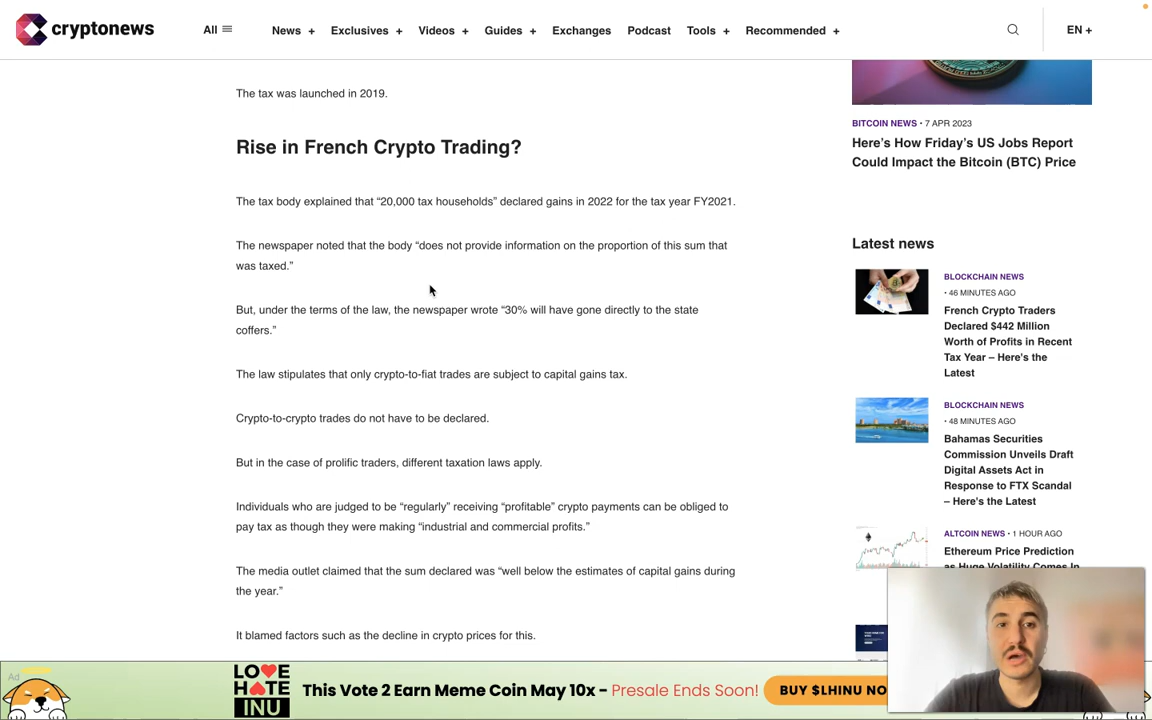 cryptonews
All
News +
Exclusives +
Videos +
Guides +
Exchanges
Podcast
Tools +
Recommended +
EN +
The tax was launched in 2019.
Rise in French Crypto Trading?
The tax body explained that “20,000 tax households” declared gains in 2022 for the tax year FY2021.
The newspaper noted that the body “does not provide information on the proportion of this sum that
was taxed.”
But, under the terms of the law, the newspaper wrote “30% will have gone directly to the state
coffers.”
The law stipulates that only crypto-to-fiat trades are subject to capital gains tax.
Crypto-to-crypto trades do not have to be declared.
But in the case of prolific traders, different taxation laws apply.
Individuals who are judged to be “regularly” receiving “profitable” crypto payments can be obliged to
pay tax as though they were making “industrial and commercial profits.”
The media outlet claimed that the sum declared was “well below the estimates of capital gains during
the year.”
It blamed factors such as the decline in crypto prices for this.
BITCOIN NEWS • 7 APR 2023
Here’s How Friday’s US Jobs Report
Could Impact the Bitcoin (BTC) Price
Latest news
BLOCKCHAIN NEWS
• 46 MINUTES AGO
French Crypto Traders
Declared $442 Million
Worth of Profits in Recent
Tax Year – Here’s the
Latest
BLOCKCHAIN NEWS
• 48 MINUTES AGO
Bahamas Securities
Commission Unveils Draft
Digital Assets Act in
Response to FTX Scandal
– Here’s the Latest
ALTCOIN NEWS • 1 HOUR AGO
Ethereum Price Prediction
as Huge Volatility Comes In
Ad
LOVE
HATE
INU
This Vote 2 Earn Meme Coin May 10x - Presale Ends Soon!
BUY $LHINU NO